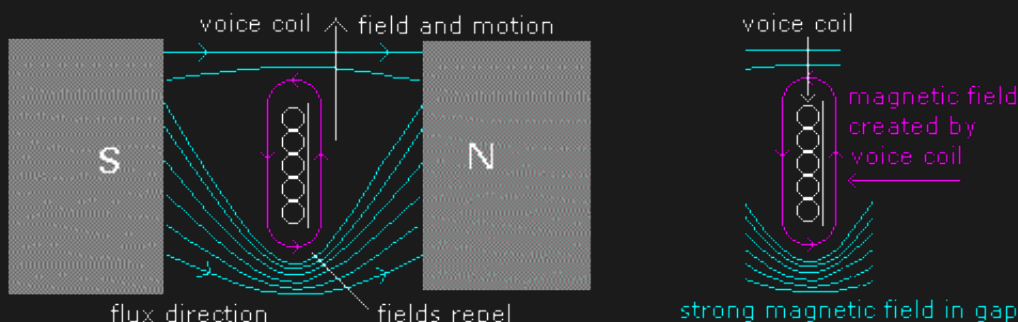 voice coil
field and motion
voice coil
S
N
magnetic field
created by
voice coil
flux direction
fields repel
strong magnetic field in gap